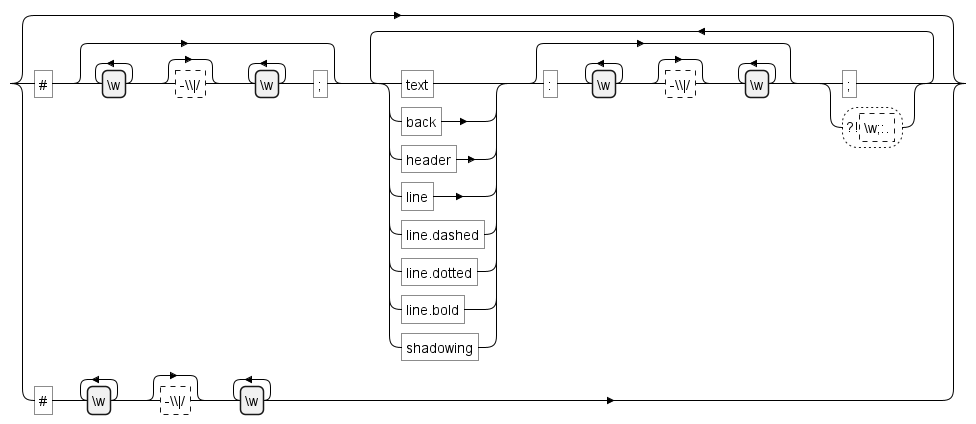 # \w -\\|/ \w ; text : \w -\\|/ \w ;
back ?! \w;:.
header
line
line.dashed
line.dotted
line.bold
shadowing
# \w -\\|/ \w